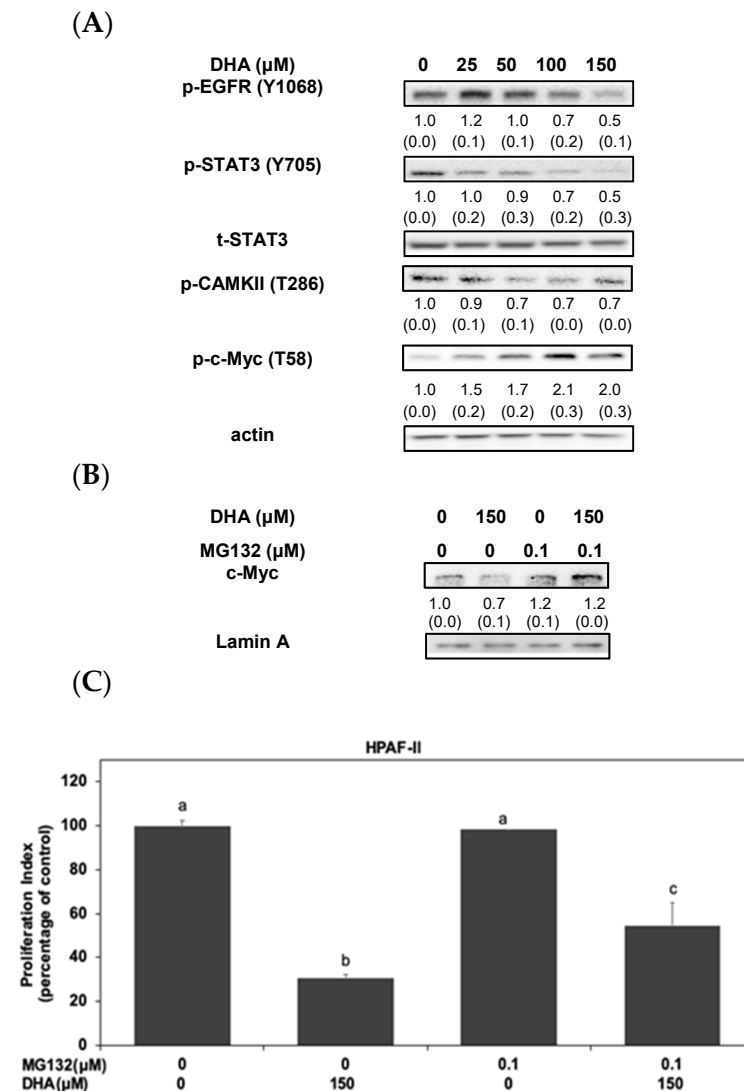 (A)
DHA (µM) 0 25 50 100 150
p-EGFR (Y1068)
1.0 1.2 1.0 0.7 0.5
(0.0) (0.1) (0.1) (0.2) (0.1)
p-STAT3 (Y705)
1.0 1.0 0.9 0.7 0.5
(0.0) (0.2) (0.3) (0.2) (0.3)
t-STAT3
p-CAMKII (T286)
1.0 0.9 0.7 0.7 0.7
(0.0) (0.1) (0.1) (0.0) (0.0)
p-c-Myc (T58)
1.0 1.5 1.7 2.1 2.0
(0.0) (0.2) (0.2) (0.3) (0.3)
actin
(B)
DHA (µM) 0 150 0 150
MG132 (µM) 0 0 0.1 0.1
c-Myc
1.0 0.7 1.2 1.2
(0.0) (0.1) (0.1) (0.0)
Lamin A
(C)
HPAF-II
Proliferation Index
(percentage of control)
120
100
80
60
40
20
0
a
b
a
c
MG132(µM) 0 0 0.1 0.1
DHA(µM) 0 150 0 150